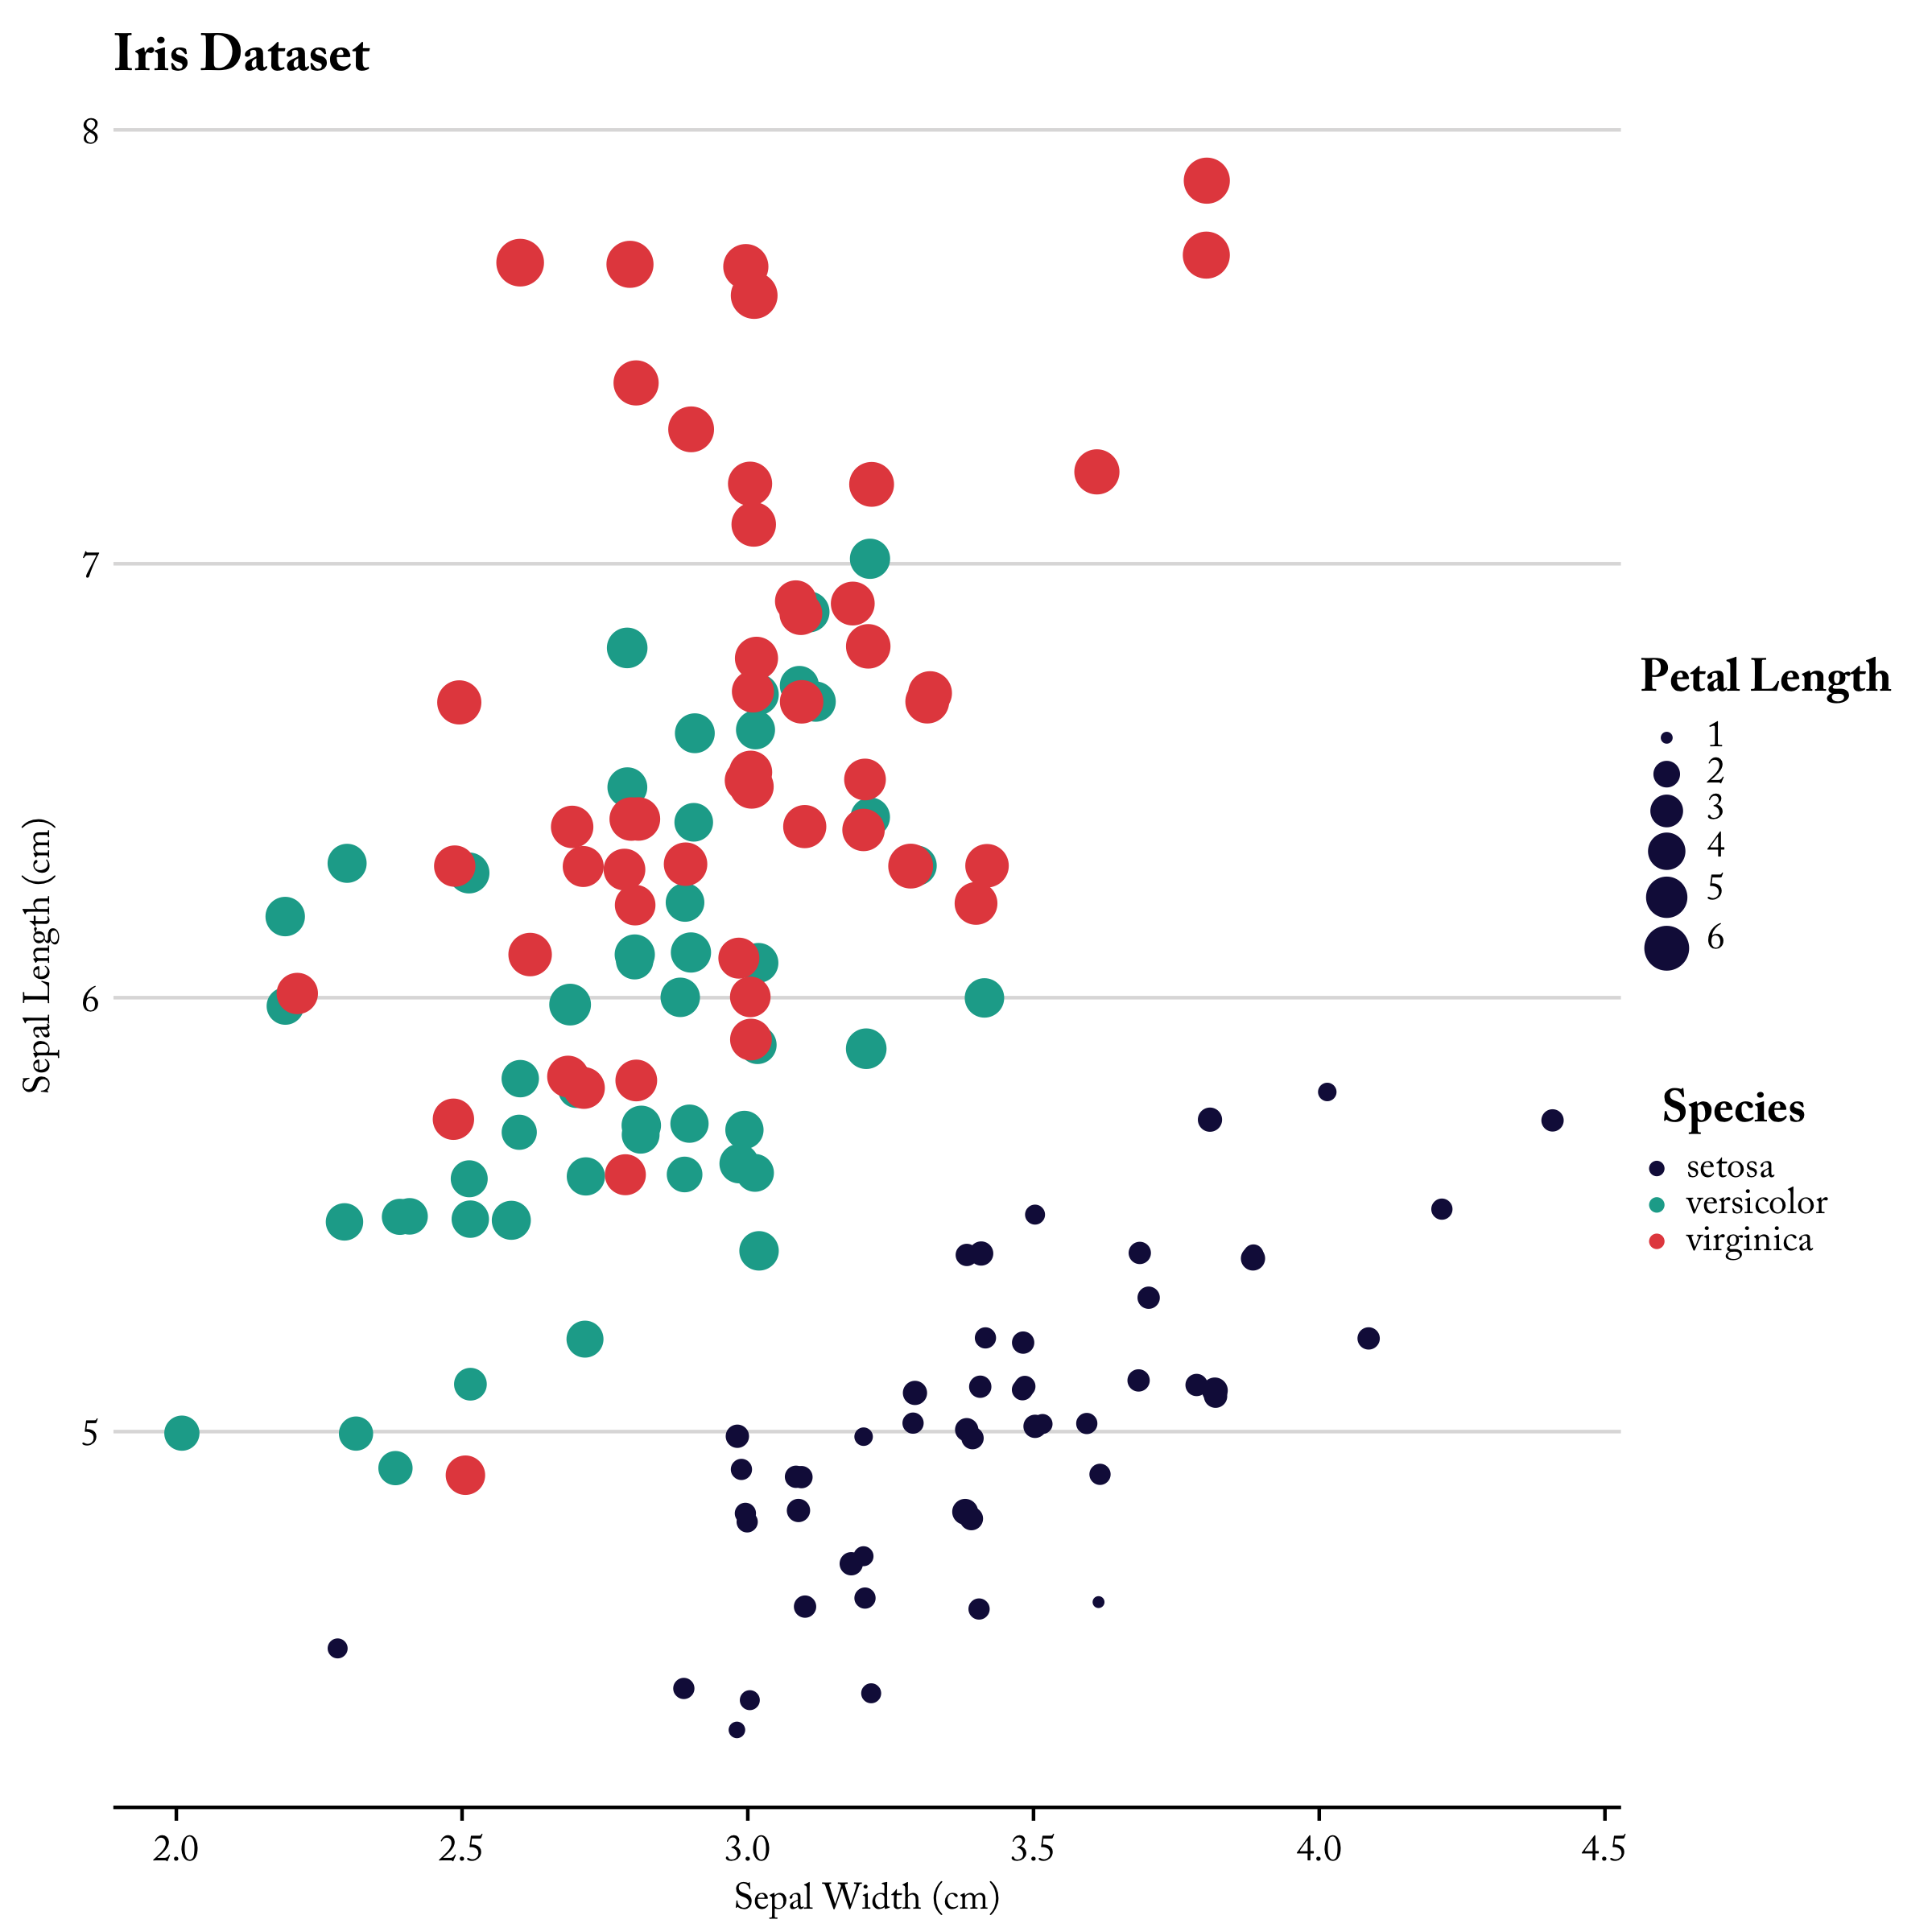 Iris Dataset
8
7
6
5
Sepal Length (cm)
2.0 2.5 3.0 3.5 4.0 4.5
Sepal Width (cm)
Petal Length
1
2
3
4
5
6
Species
setosa
versicolor
virginica